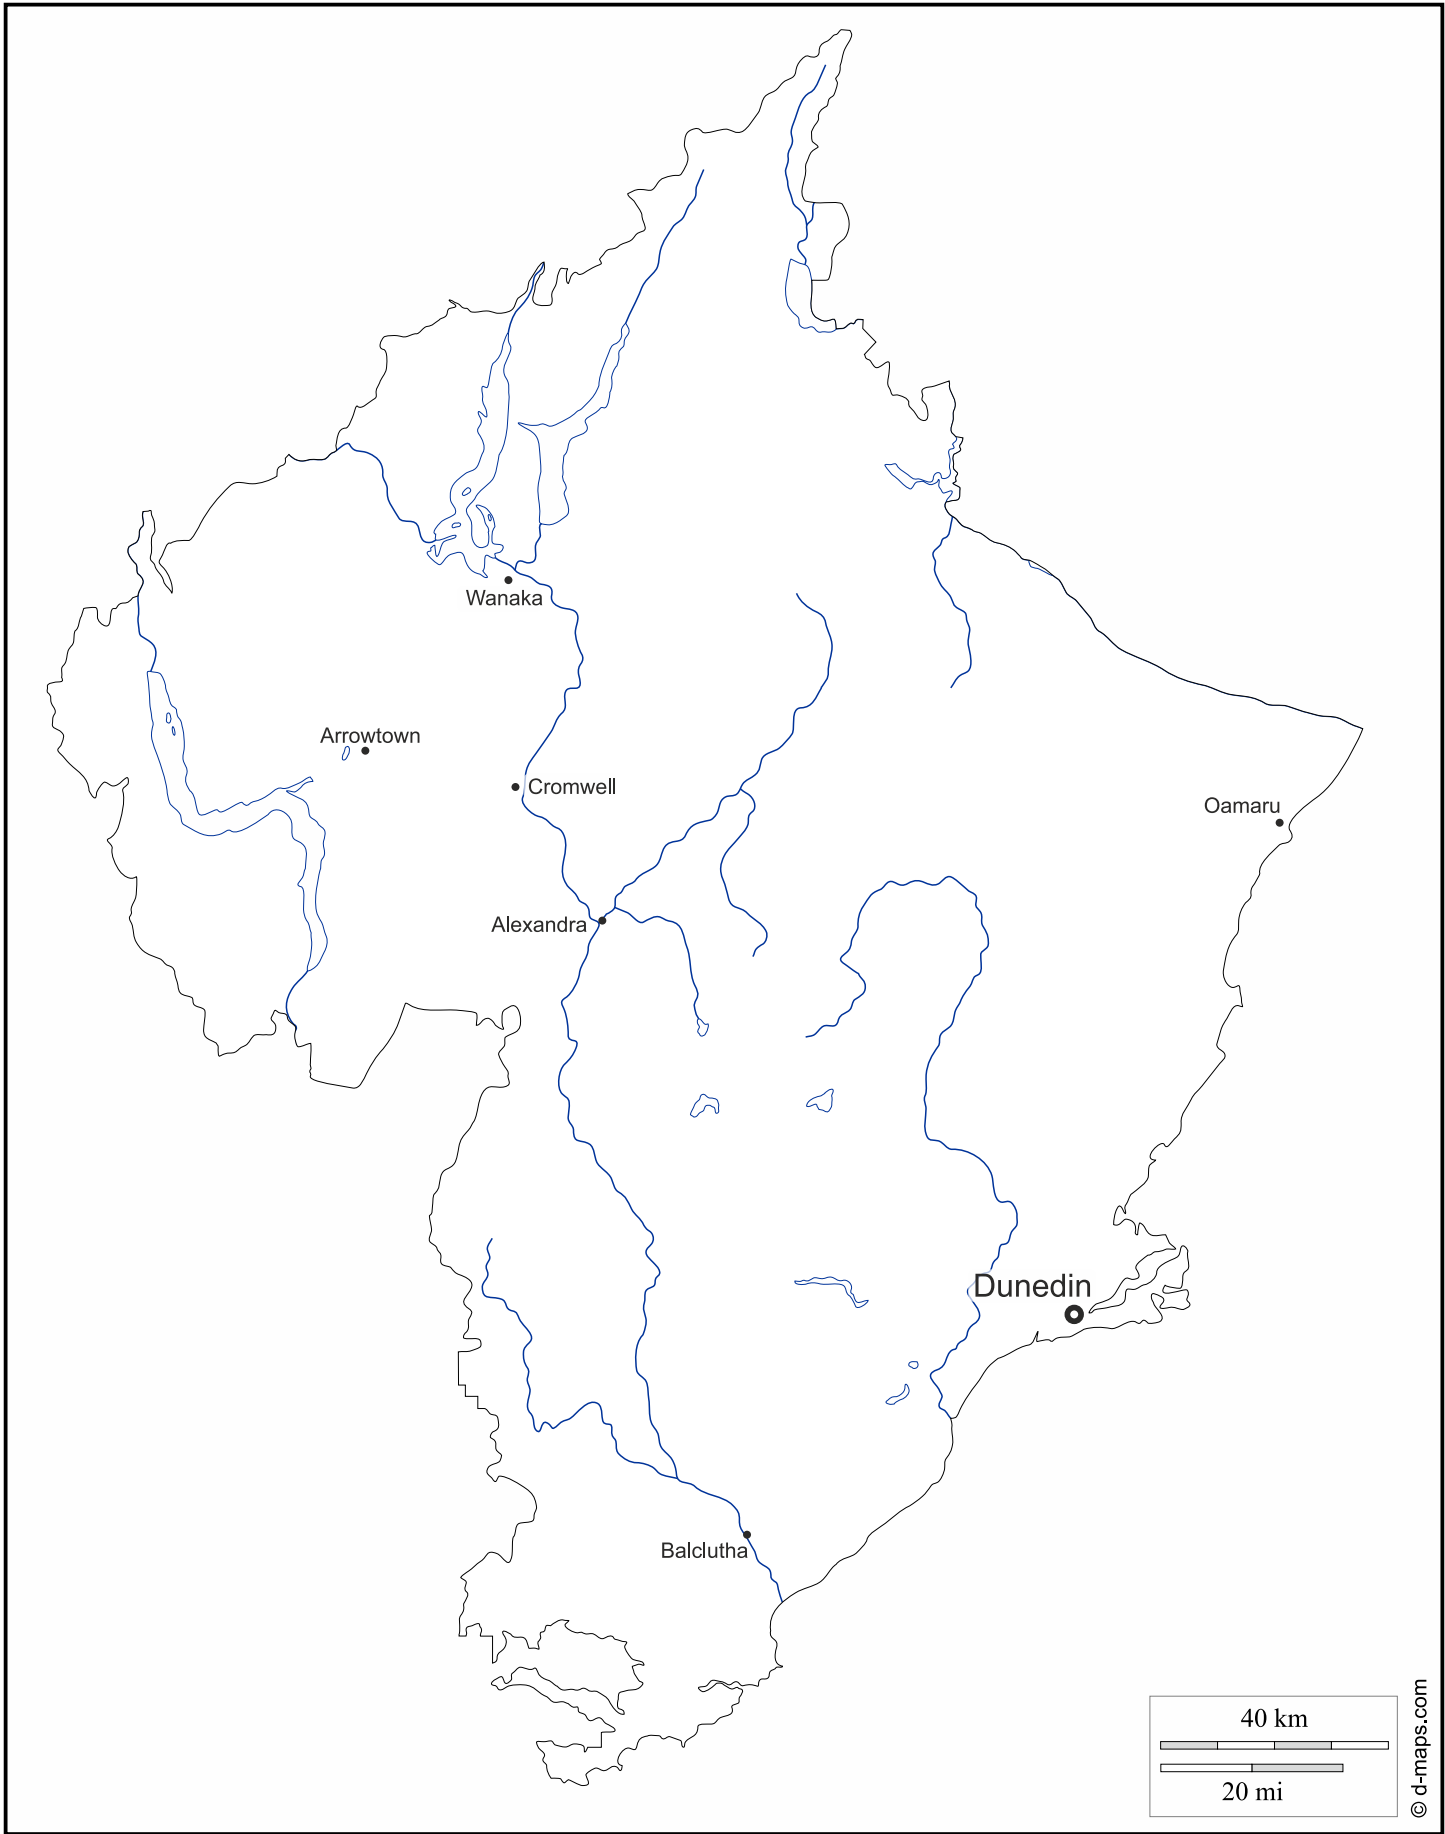 Wanaka
Arrowtown
Cromwell
Oamaru
Alexandra
Dunedin
Balclutha
40 km
20 mi
© d-maps.com